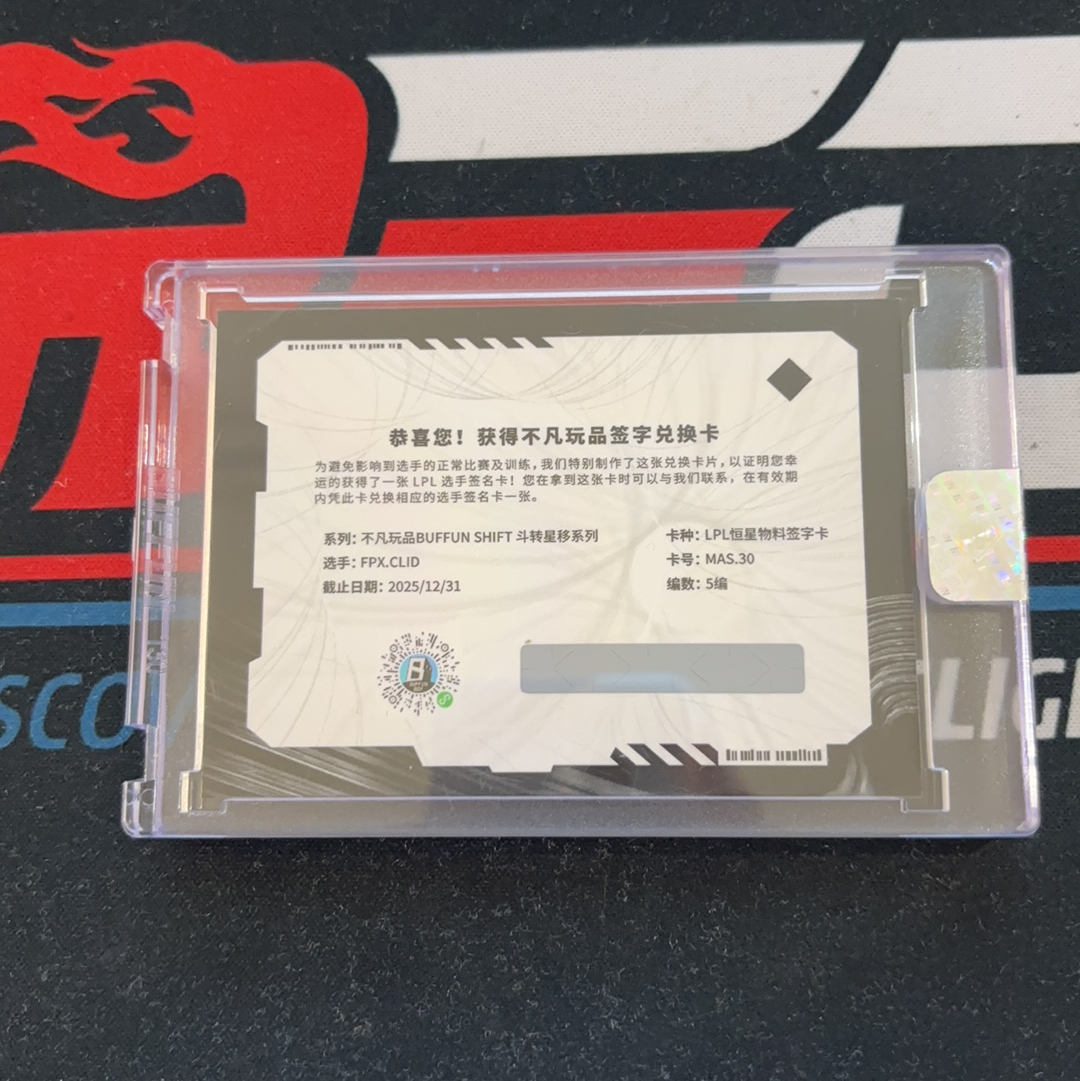 恭喜您！获得不凡玩品签字兑换卡
为避免影响到选手的正常比赛及训练，我们特别制作了这张兑换卡片，以证明您幸
运的获得了一张 LPL 选手签名卡！您在拿到这张卡时可以与我们联系，在有效期
内凭此卡兑换相应的选手签名卡一张。
系列：不凡玩品BUFFUN SHIFT 斗转星移系列
卡种：LPL恒星物料签字卡
选手：FPX.CLID
卡号：MAS.30
截止日期：2025/12/31
编数：5编
SCO
LIG